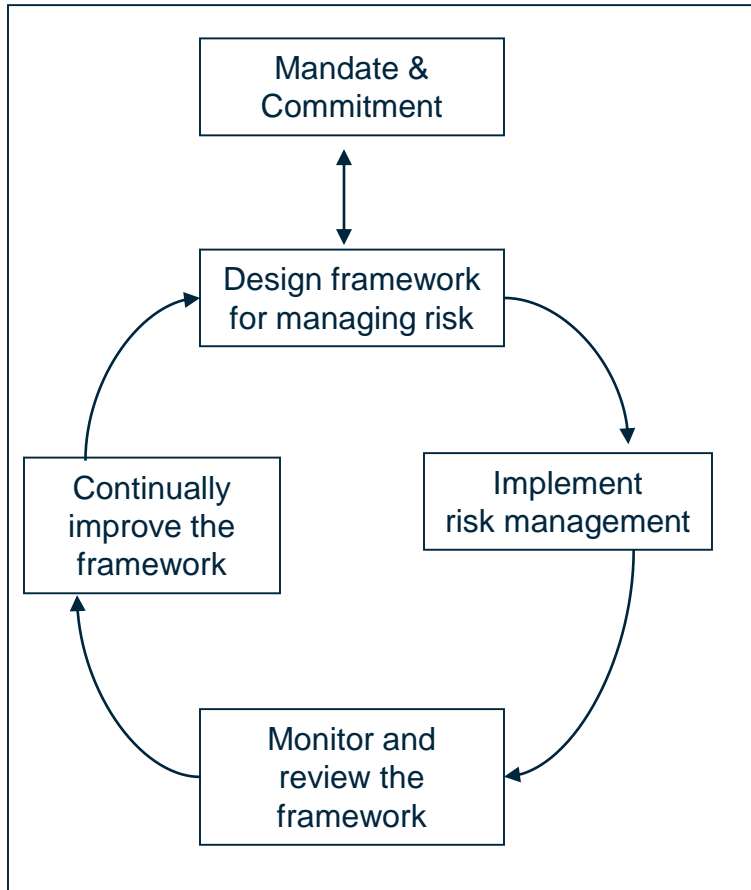 Mandate &
Commitment
Design framework
for managing risk
Implement
risk management
Continually
improve the
framework
Monitor and
review the
framework